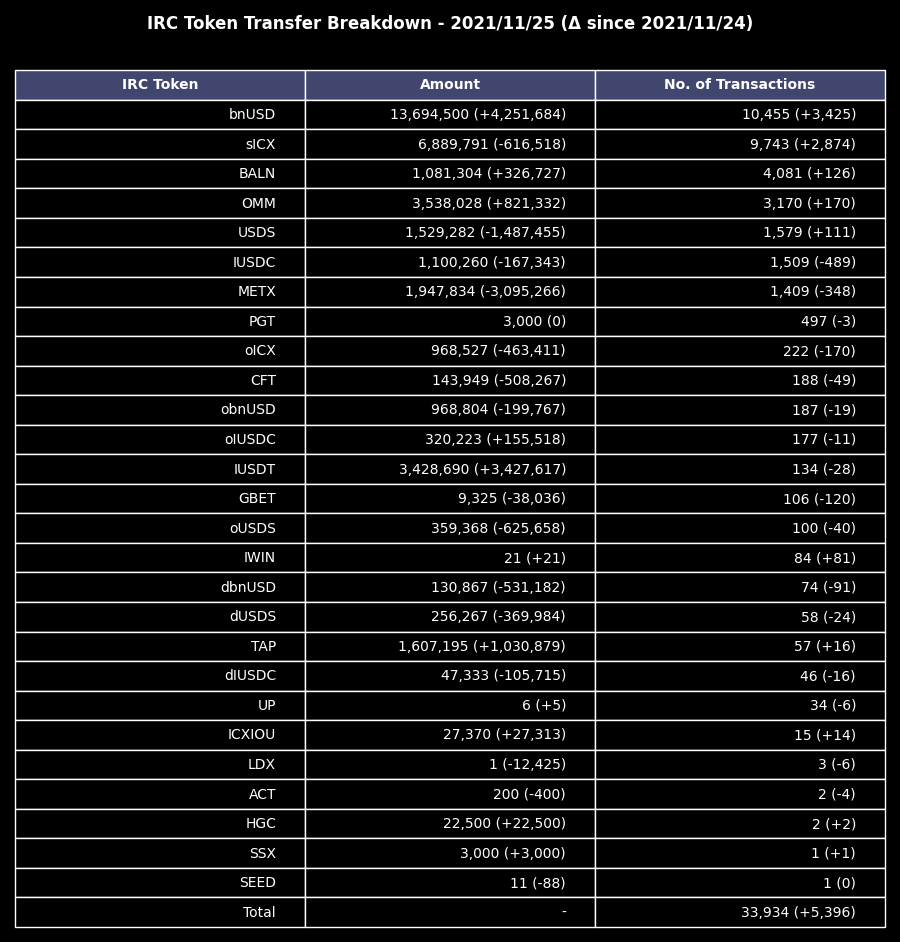 IRC Token Transfer Breakdown - 2021/11/25 (Δ since 2021/11/24)
IRC Token Amount No. of Transactions
bnUSD 13,694,500 (+4,251,684) 10,455 (+3,425)
sICX 6,889,791 (-616,518) 9,743 (+2,874)
BALN 1,081,304 (+326,727) 4,081 (+126)
OMM 3,538,028 (+821,332) 3,170 (+170)
USDS 1,529,282 (-1,487,455) 1,579 (+111)
IUSDC 1,100,260 (-167,343) 1,509 (-489)
METX 1,947,834 (-3,095,266) 1,409 (-348)
PGT 3,000 (0) 497 (-3)
oICX 968,527 (-463,411) 222 (-170)
CFT 143,949 (-508,267) 188 (-49)
obnUSD 968,804 (-199,767) 187 (-19)
oIUSDC 320,223 (+155,518) 177 (-11)
IUSDT 3,428,690 (+3,427,617) 134 (-28)
GBET 9,325 (-38,036) 106 (-120)
oUSDS 359,368 (-625,658) 100 (-40)
IWIN 21 (+21) 84 (+81)
dbnUSD 130,867 (-531,182) 74 (-91)
dUSDS 256,267 (-369,984) 58 (-24)
TAP 1,607,195 (+1,030,879) 57 (+16)
dIUSDC 47,333 (-105,715) 46 (-16)
UP 6 (+5) 34 (-6)
ICXIOU 27,370 (+27,313) 15 (+14)
LDX 1 (-12,425) 3 (-6)
ACT 200 (-400) 2 (-4)
HGC 22,500 (+22,500) 2 (+2)
SSX 3,000 (+3,000) 1 (+1)
SEED 11 (-88) 1 (0)
Total - 33,934 (+5,396)